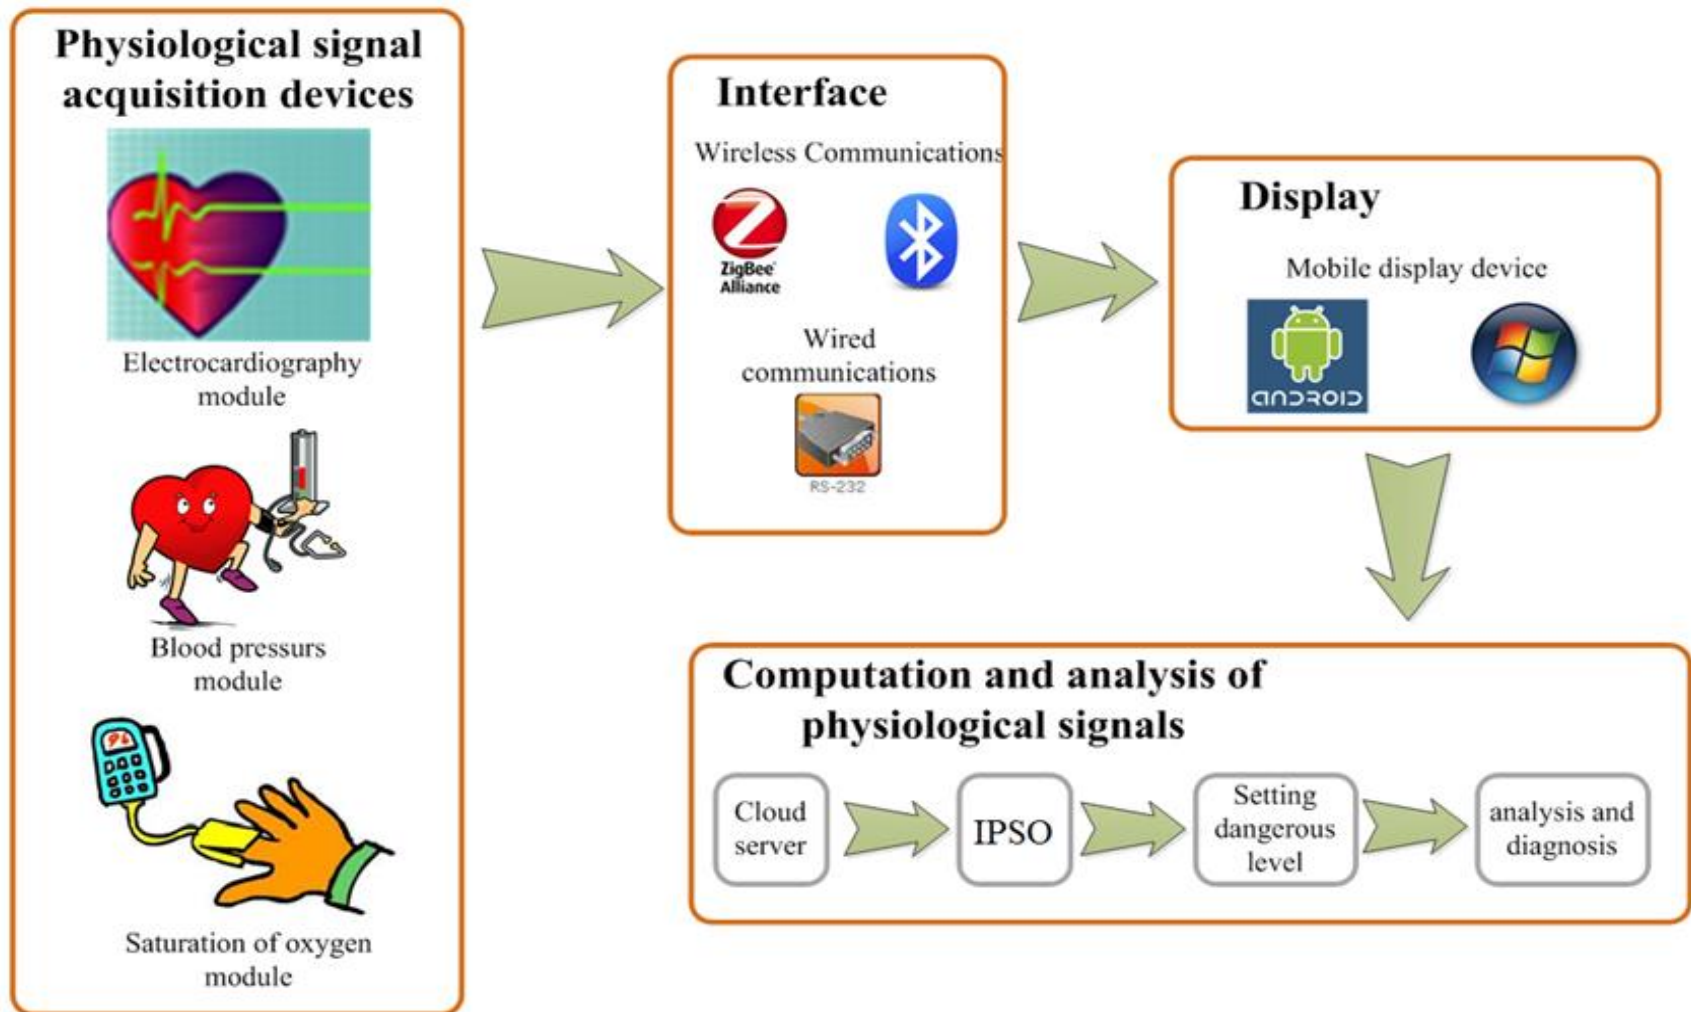 Physiological signal
acquisition devices
Electrocardiography
module
Blood pressurs
module
96
Saturation of oxygen
module
Interface
Wireless Communications
Z
ZigBee®
Alliance
Wired
communications
RS-232
Display
Mobile display device
ANDROID
Computation and analysis of
physiological signals
Cloud
server
IPSO
Setting
dangerous
level
analysis and
diagnosis